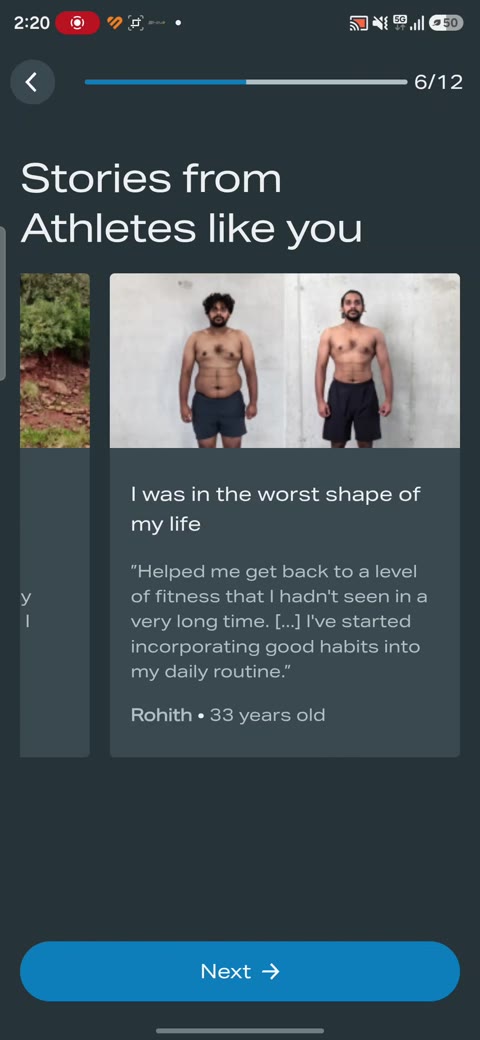 2:20
5G
50
6/12
Stories from
Athletes like you
y
I
I was in the worst shape of
my life
"Helped me get back to a level
of fitness that I hadn't seen in a
very long time. [...] I've started
incorporating good habits into
my daily routine."
Rohith • 33 years old
Next →